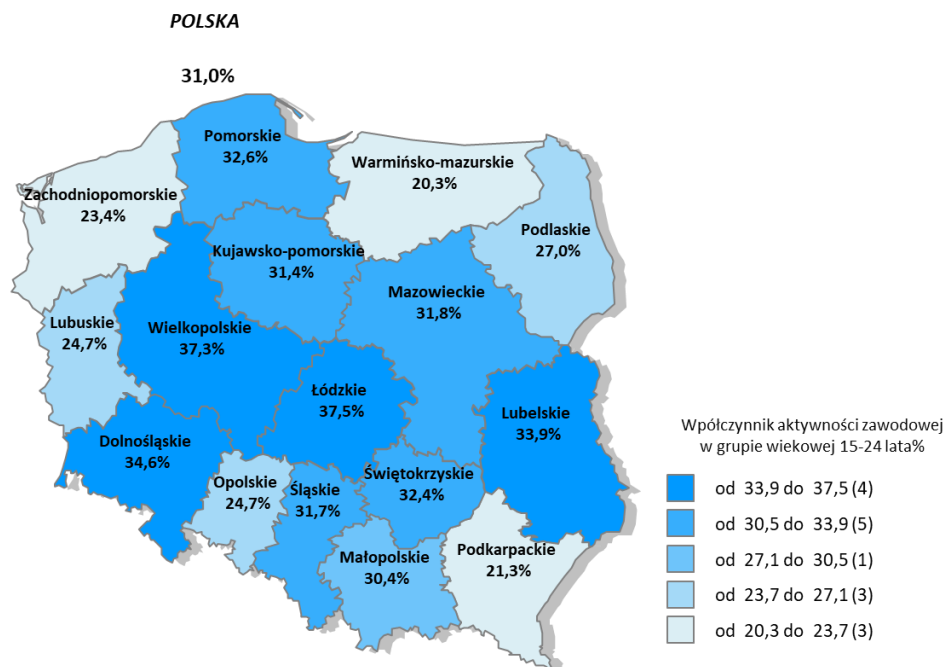 POLSKA
31,0%
Pomorskie
32,6%
Warmińsko-mazurskie
20,3%
Zachodniopomorskie
23,4%
Podlaskie
27,0%
Kujawsko-pomorskie
31,4%
Mazowieckie
31,8%
Lubuskie
24,7%
Wielkopolskie
37,3%
Łódzkie
37,5%
Lubelskie
33,9%
Dolnośląskie
34,6%
Opolskie
24,7%
Śląskie
31,7%
Świętokrzyskie
32,4%
Małopolskie
30,4%
Podkarpackie
21,3%
Wpółczynnik aktywności zawodowej
w grupie wiekowej 15-24 lata%
od 33,9 do 37,5 (4)
od 30,5 do 33,9 (5)
od 27,1 do 30,5 (1)
od 23,7 do 27,1 (3)
od 20,3 do 23,7 (3)